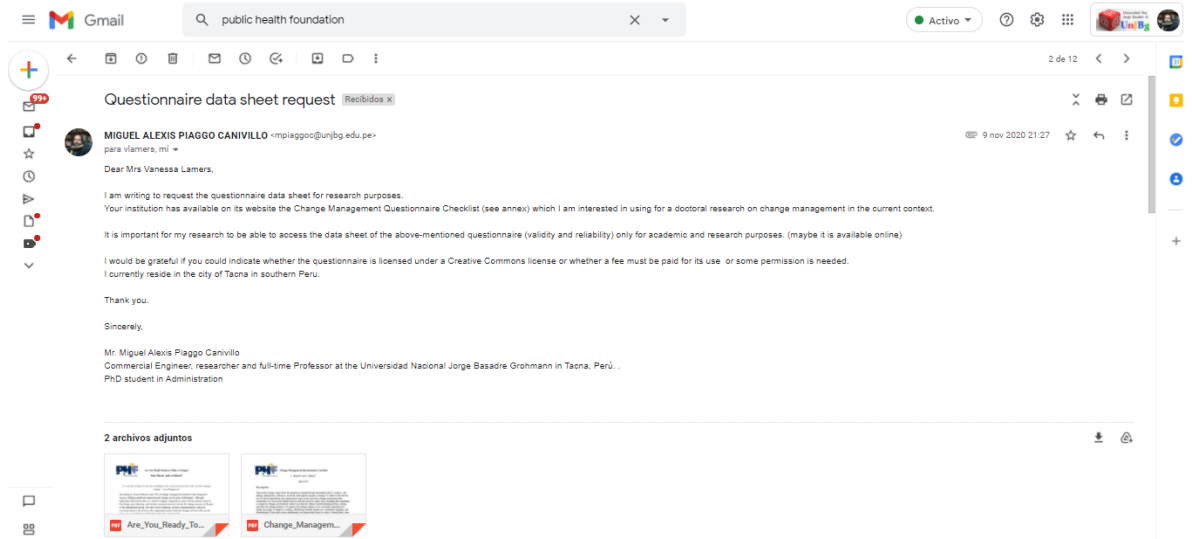 Gmail
public health foundation
Activo
UnJBg
2 de 12
99+
Questionnaire data sheet request Recibidos x
MIGUEL ALEXIS PIAGGO CANIVILLO <mpiaggoc@unjbg.edu.pe>
9 nov 2020 21:27
para vlamers, mi
Dear Mrs Vanessa Lamers,
I am writing to request the questionnaire data sheet for research purposes.
Your institution has available on its website the Change Management Questionnaire Checklist (see annex) which I am interested in using for a doctoral research on change management in the current context.
It is important for my research to be able to access the data sheet of the above-mentioned questionnaire (validity and reliability) only for academic and research purposes. (maybe it is available online)
I would be grateful if you could indicate whether the questionnaire is licensed under a Creative Commons license or whether a fee must be paid for its use or some permission is needed.
I currently reside in the city of Tacna in southern Peru.
Thank you.
Sincerely,
Mr. Miguel Alexis Piaggo Canivillo
Commercial Engineer, researcher and full-time Professor at the Universidad Nacional Jorge Basadre Grohmann in Tacna, Perú. .
PhD student in Administration
2 archivos adjuntos
PDF Are_You_Ready_To...
PDF Change_Managem...